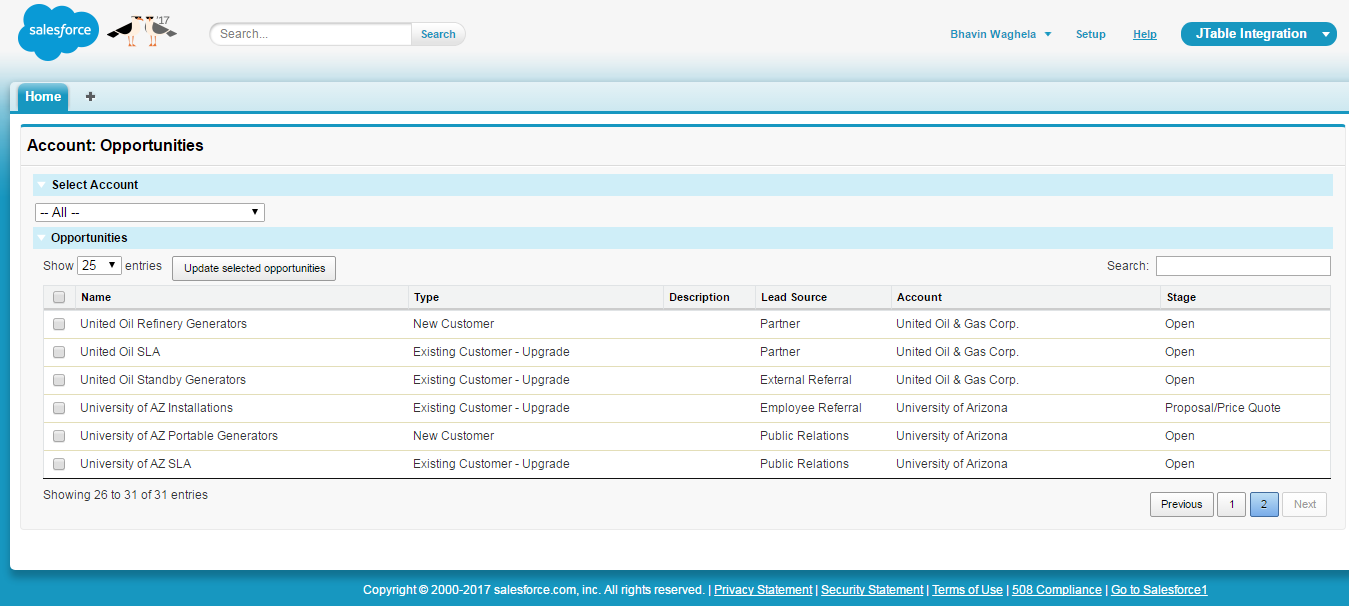 salesforce '17 Search... Search Bhavin Waghela Setup Help JTable Integration
Home
Account: Opportunities
Select Account
-- All --
Opportunities
Show 25 entries Update selected opportunities Search:
Name Type Description Lead Source Account Stage
United Oil Refinery Generators New Customer Partner United Oil & Gas Corp. Open
United Oil SLA Existing Customer - Upgrade Partner United Oil & Gas Corp. Open
United Oil Standby Generators Existing Customer - Upgrade External Referral United Oil & Gas Corp. Open
University of AZ Installations Existing Customer - Upgrade Employee Referral University of Arizona Proposal/Price Quote
University of AZ Portable Generators New Customer Public Relations University of Arizona Open
University of AZ SLA Existing Customer - Upgrade Public Relations University of Arizona Open
Showing 26 to 31 of 31 entries
Previous 1 2 Next
Copyright © 2000-2017 salesforce.com, inc. All rights reserved. | Privacy Statement | Security Statement | Terms of Use | 508 Compliance | Go to Salesforce1